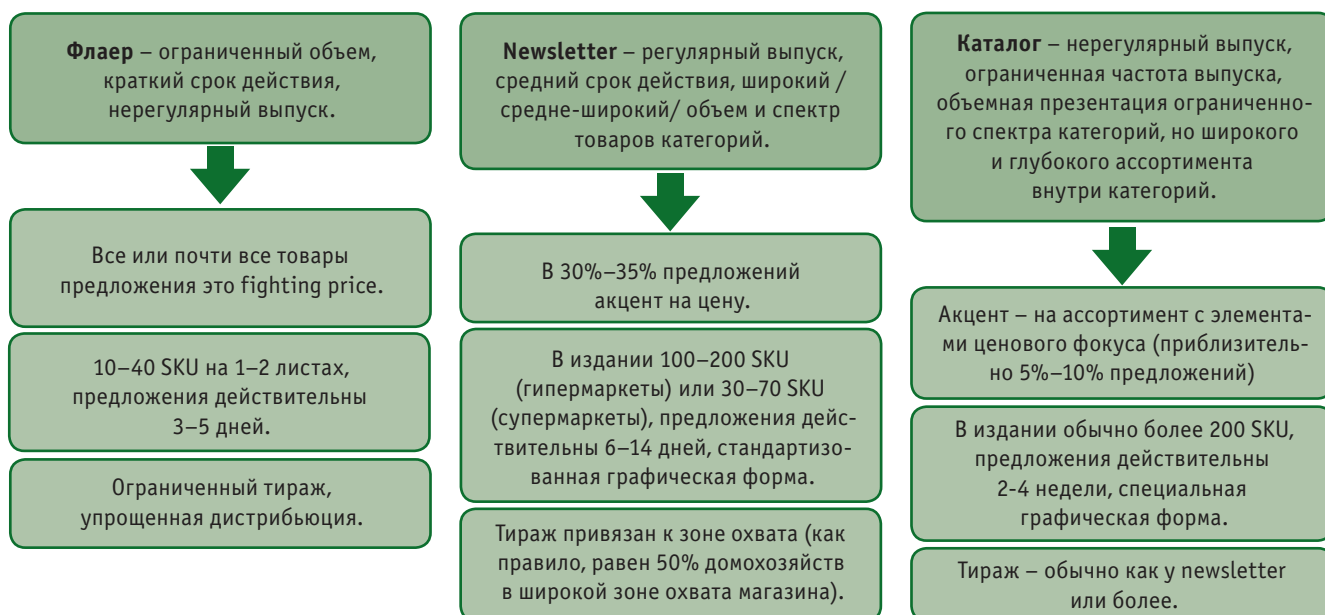 Флаер – ограниченный объем,
краткий срок действия,
нерегулярный выпуск.
Все или почти все товары
предложения это fighting price.
10–40 SKU на 1–2 листах,
предложения действительны
3–5 дней.
Ограниченный тираж,
упрощенная дистрибьюция.
Newsletter – регулярный выпуск,
средний срок действия, широкий /
средне-широкий/ объем и спектр
товаров категорий.
В 30%–35% предложений
акцент на цену.
В издании 100–200 SKU
(гипермаркеты) или 30–70 SKU
(супермаркеты), предложения дейс-
твительны 6–14 дней, стандартизо-
ванная графическая форма.
Тираж привязан к зоне охвата (как
правило, равен 50% домохозяйств
в широкой зоне охвата магазина).
Каталог – нерегулярный выпуск,
ограниченная частота выпуска,
объемная презентация ограниченно-
го спектра категорий, но широкого
и глубокого ассортимента
внутри категорий.
Акцент – на ассортимент с элемента-
ми ценового фокуса (приблизитель-
но 5%–10% предложений)
В издании обычно более 200 SKU,
предложения действительны
2-4 недели, специальная
графическая форма.
Тираж – обычно как у newsletter
или более.